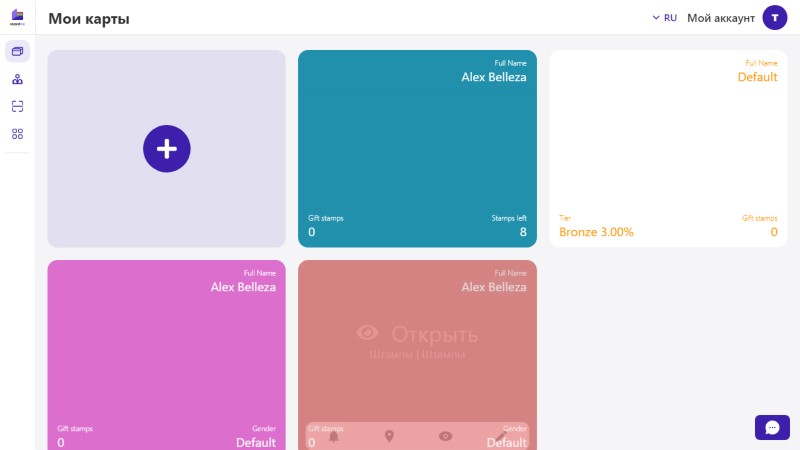 Мои карты
RU
Мой аккаунт
T
Full Name
Alex Belleza
Gift stamps
0
Stamps left
8
Full Name
Default
Tier
Bronze 3.00%
Gift stamps
0
Full Name
Alex Belleza
Gift stamps
0
Gender
Default
Full Name
Alex Belleza
Открыть
Штампы | Штампы
Gift stamps
0
Gender
Default